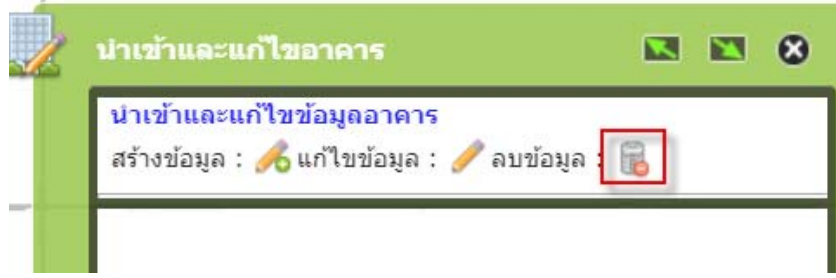 นำเข้าและแก้ไขอาคาร
นำเข้าและแก้ไขข้อมูลอาคาร
สร้างข้อมูล : แก้ไขข้อมูล : ลบข้อมูล :